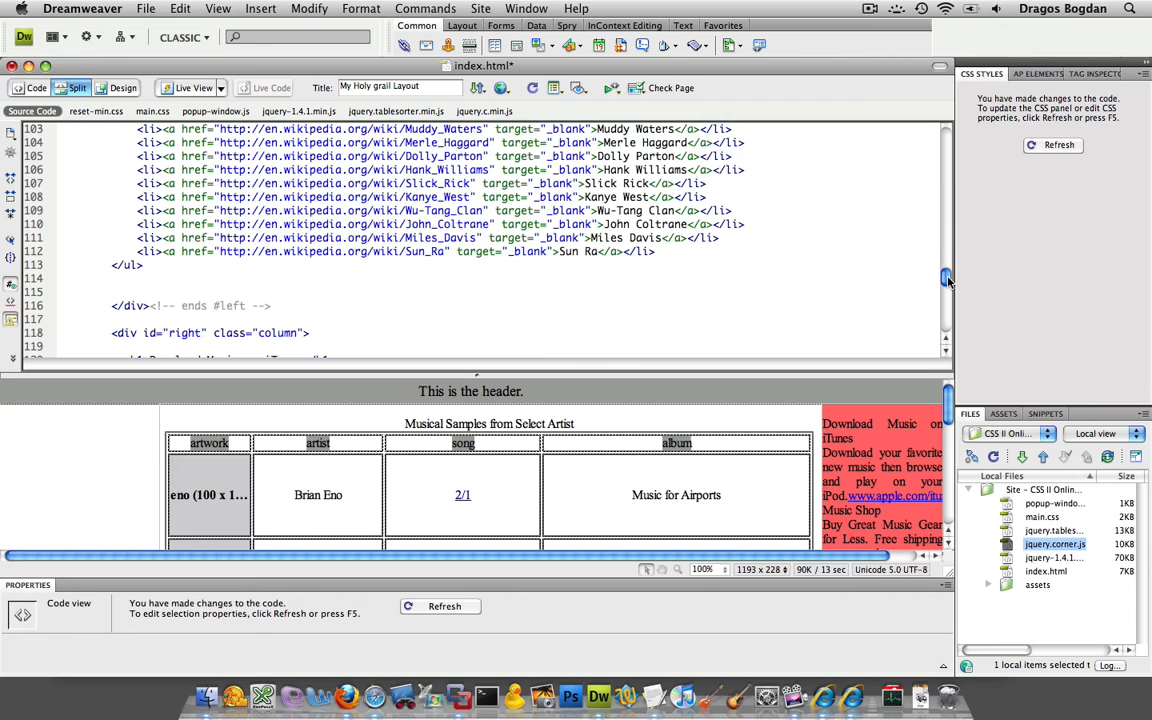 Dreamweaver File Edit View Insert Modify Format Commands Site Window Help Dragos Bogdan
Dw CLASSIC
Common Layout Forms Data Spry InContext Editing Text Favorites
index.html*
Code Split Design Live View Live Code Title: My Holy grail Layout Check Page
Source Code reset-min.css main.css popup-window.js jquery-1.4.1.min.js jquery.tablesorter.min.js jquery.c.min.js
103 <li><a href="http://en.wikipedia.org/wiki/Muddy_Waters" target="_blank">Muddy Waters</a></li>
104 <li><a href="http://en.wikipedia.org/wiki/Merle_Haggard" target="_blank">Merle Haggard</a></li>
105 <li><a href="http://en.wikipedia.org/wiki/Dolly_Parton" target="_blank">Dolly Parton</a></li>
106 <li><a href="http://en.wikipedia.org/wiki/Hank_Williams" target="_blank">Hank Williams</a></li>
107 <li><a href="http://en.wikipedia.org/wiki/Slick_Rick" target="_blank">Slick Rick</a></li>
108 <li><a href="http://en.wikipedia.org/wiki/Kanye_West" target="_blank">Kanye West</a></li>
109 <li><a href="http://en.wikipedia.org/wiki/Wu-Tang_Clan" target="_blank">Wu-Tang Clan</a></li>
110 <li><a href="http://en.wikipedia.org/wiki/John_Coltrane" target="_blank">John Coltrane</a></li>
111 <li><a href="http://en.wikipedia.org/wiki/Miles_Davis" target="_blank">Miles Davis</a></li>
112 <li><a href="http://en.wikipedia.org/wiki/Sun_Ra" target="_blank">Sun Ra</a></li>
113 </ul>
114
115
116 </div><!-- ends #left -->
117
118 <div id="right" class="column">
119
This is the header.
Musical Samples from Select Artist
artwork artist song album
eno (100 x 1... Brian Eno 2/1 Music for Airports
Download Music on
iTunes
Download your favorite
new music then browse
and play on your
iPod.www.apple.com/itu
Music Shop
Buy Great Music Gear
for Less. Free shipping
100% 1193 x 228 90K / 13 sec Unicode 5.0 UTF-8
PROPERTIES
Code view You have made changes to the code.
To edit selection properties, click Refresh or press F5.
Refresh
CSS STYLES AP ELEMENTS TAG INSPECTO
You have made changes to the code.
To update the CSS panel or edit CSS
properties, click Refresh or press F5.
Refresh
FILES ASSETS SNIPPETS
CSS II Onli... Local view
Local Files Size
Site - CSS II Onlin...
popup-windo... 1KB
main.css 2KB
jquery.tables... 13KB
jquery.corner.js 10KB
jquery-1.4.1.... 70KB
index.html 7KB
assets
1 local items selected t Log...
Dw
Ps Dw